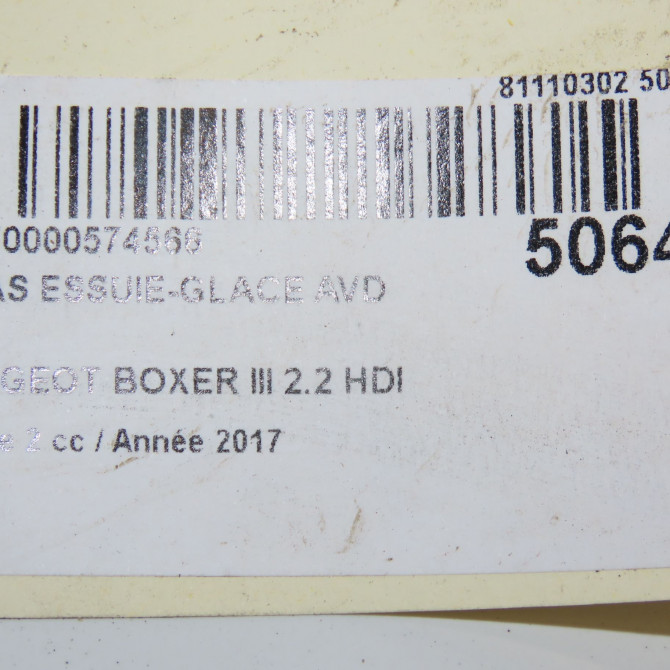 81110302 50
0000574566
5064
AS ESSUIE-GLACE AVD
GEOT BOXER III 2.2 HDI
e 2 cc / Année 2017